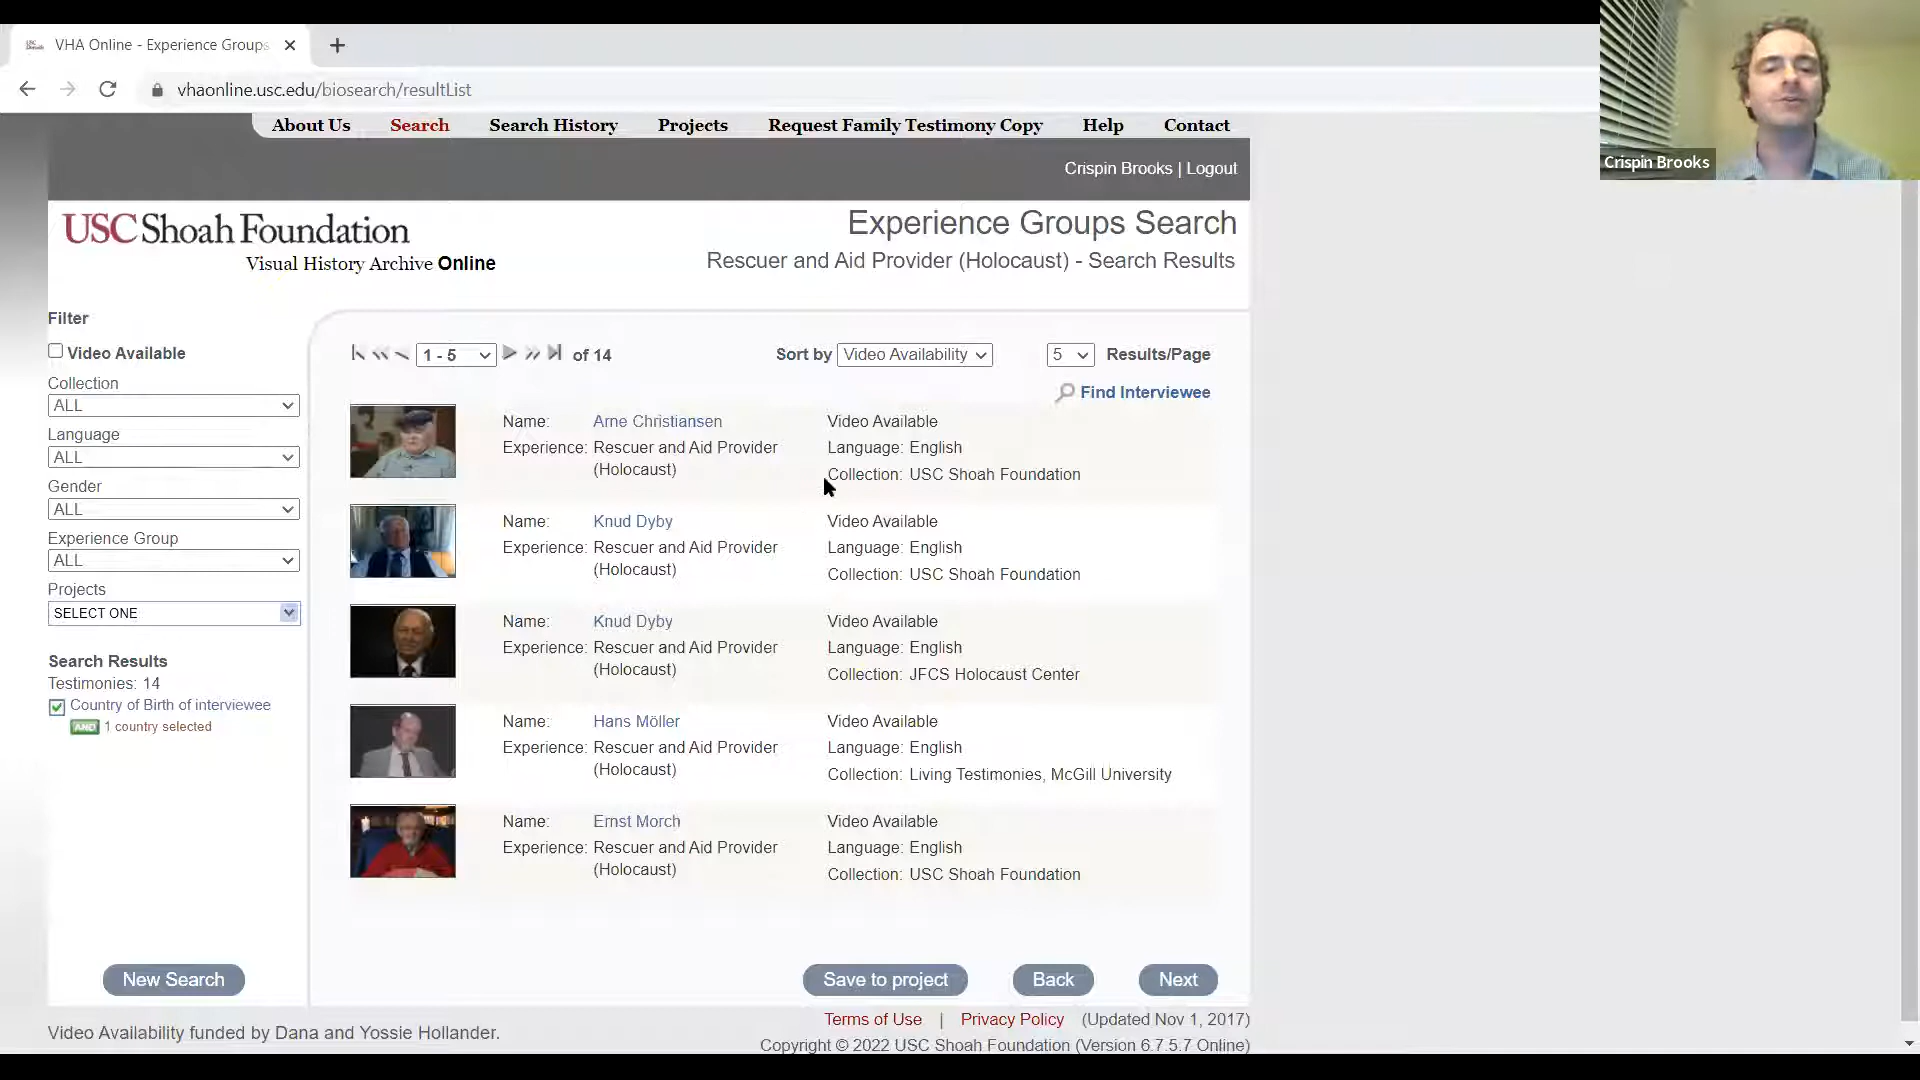 VHA Online - Experience Groups
vhaonline.usc.edu/biosearch/resultList
About Us Search Search History Projects Request Family Testimony Copy Help Contact
Crispin Brooks | Logout
Crispin Brooks
USC Shoah Foundation
Visual History Archive Online
Experience Groups Search
Rescuer and Aid Provider (Holocaust) - Search Results
Filter
Video Available
Collection
ALL
Language
ALL
Gender
ALL
Experience Group
ALL
Projects
SELECT ONE
Search Results
Testimonies: 14
Country of Birth of interviewee
AND 1 country selected
New Search
1 - 5 of 14 Sort by Video Availability 5 Results/Page
Find Interviewee
Name: Arne Christiansen Video Available
Experience: Rescuer and Aid Provider Language: English
(Holocaust) Collection: USC Shoah Foundation
Name: Knud Dyby Video Available
Experience: Rescuer and Aid Provider Language: English
(Holocaust) Collection: USC Shoah Foundation
Name: Knud Dyby Video Available
Experience: Rescuer and Aid Provider Language: English
(Holocaust) Collection: JFCS Holocaust Center
Name: Hans Möller Video Available
Experience: Rescuer and Aid Provider Language: English
(Holocaust) Collection: Living Testimonies, McGill University
Name: Ernst Morch Video Available
Experience: Rescuer and Aid Provider Language: English
(Holocaust) Collection: USC Shoah Foundation
Save to project Back Next
Terms of Use | Privacy Policy (Updated Nov 1, 2017)
Video Availability funded by Dana and Yossie Hollander.
Copyright © 2022 USC Shoah Foundation (Version 6.7.5.7 Online)